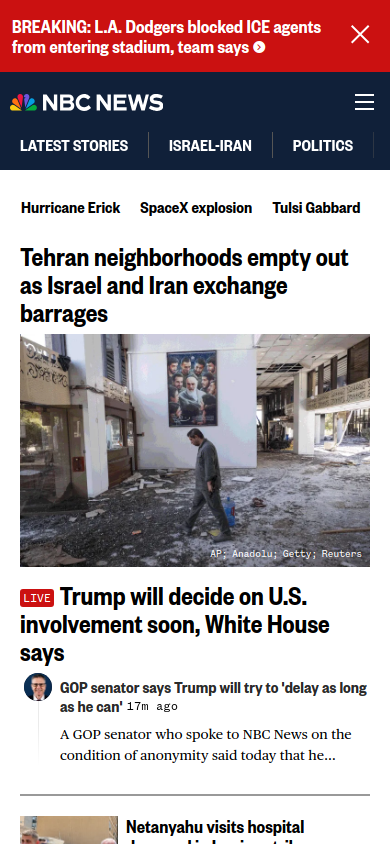 BREAKING: L.A. Dodgers blocked ICE agents
from entering stadium, team says
NBC NEWS
LATEST STORIES
ISRAEL-IRAN
POLITICS
Hurricane Erick
SpaceX explosion
Tulsi Gabbard
Tehran neighborhoods empty out
as Israel and Iran exchange
barrages
AP; Anadolu; Getty; Reuters
LIVE Trump will decide on U.S.
involvement soon, White House
says
GOP senator says Trump will try to 'delay as long
as he can' 17m ago
A GOP senator who spoke to NBC News on the
condition of anonymity said today that he...
Netanyahu visits hospital